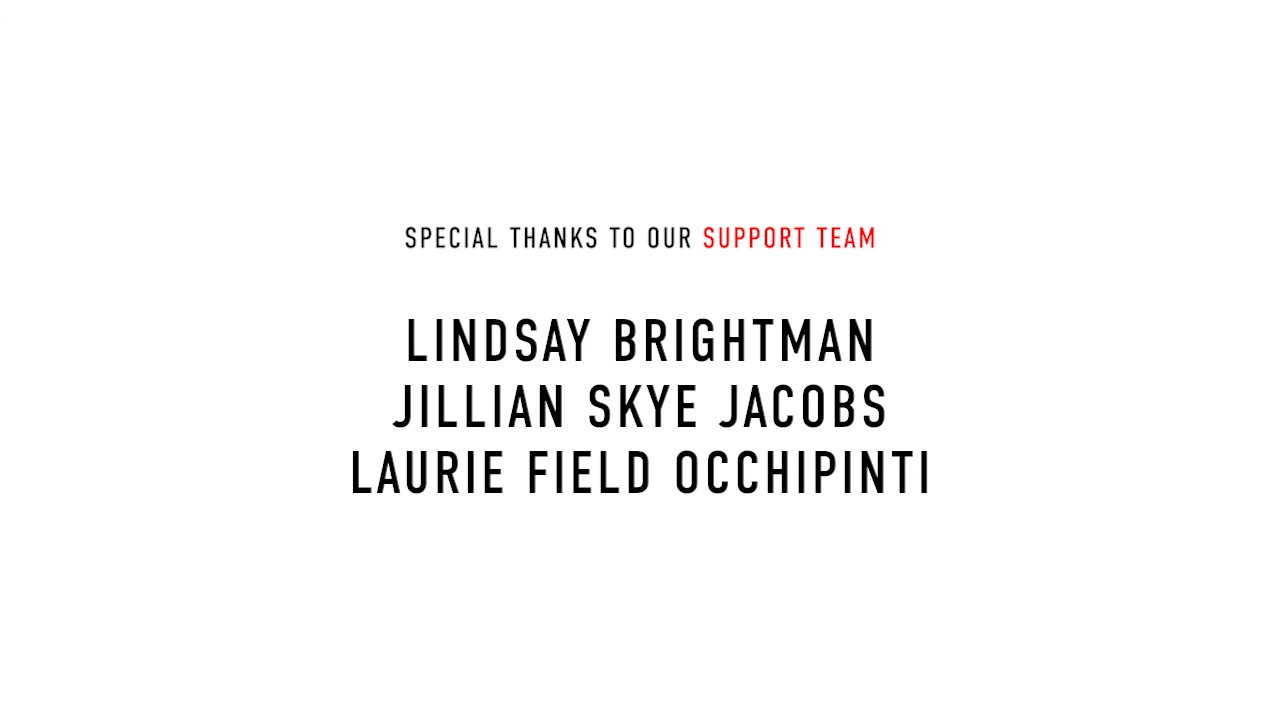 SPECIAL THANKS TO OUR SUPPORT TEAM
LINDSAY BRIGHTMAN
JILLIAN SKYE JACOBS
LAURIE FIELD OCCHIPINTI